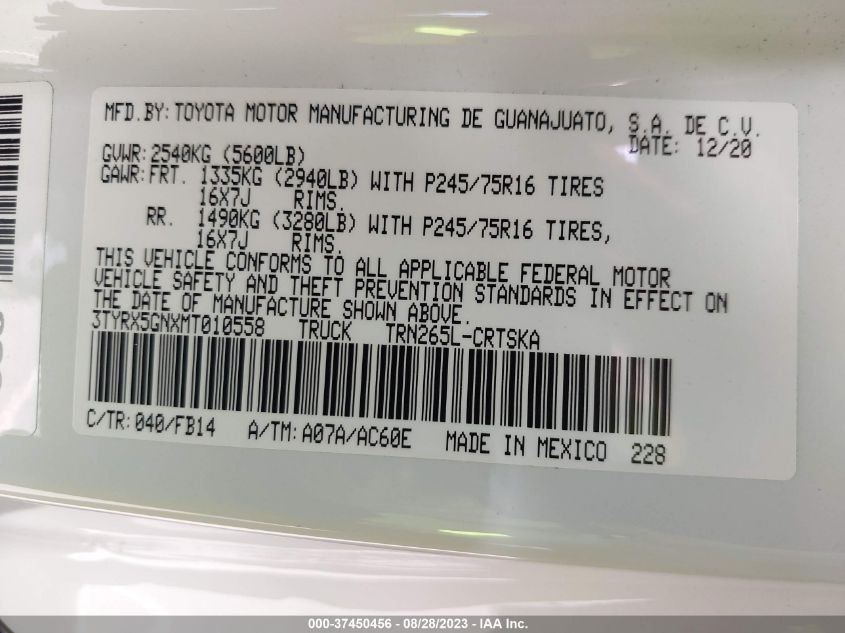 MFD.BY:TOYOTA MOTOR MANUFACTURING DE GUANAJUATO, S.A. DE C.V.
DATE: 12/20
GVWR:2540KG (5600LB)
GAWR:FRT. 1335KG (2940LB) WITH P245/75R16 TIRES
16X7J RIMS.
RR. 1490KG (3280LB) WITH P245/75R16 TIRES,
16X7J RIMS.
THIS VEHICLE CONFORMS TO ALL APPLICABLE FEDERAL MOTOR
VEHICLE SAFETY AND THEFT PREVENTION STANDARDS IN EFFECT ON
THE DATE OF MANUFACTURE SHOWN ABOVE.
3TYRX5GNXMT010558 TRUCK TRN265L-CRTSKA
C/TR:040/FB14 A/TM:A07A/AC60E MADE IN MEXICO 228
000-37450456 - 08/28/2023 - IAA Inc.